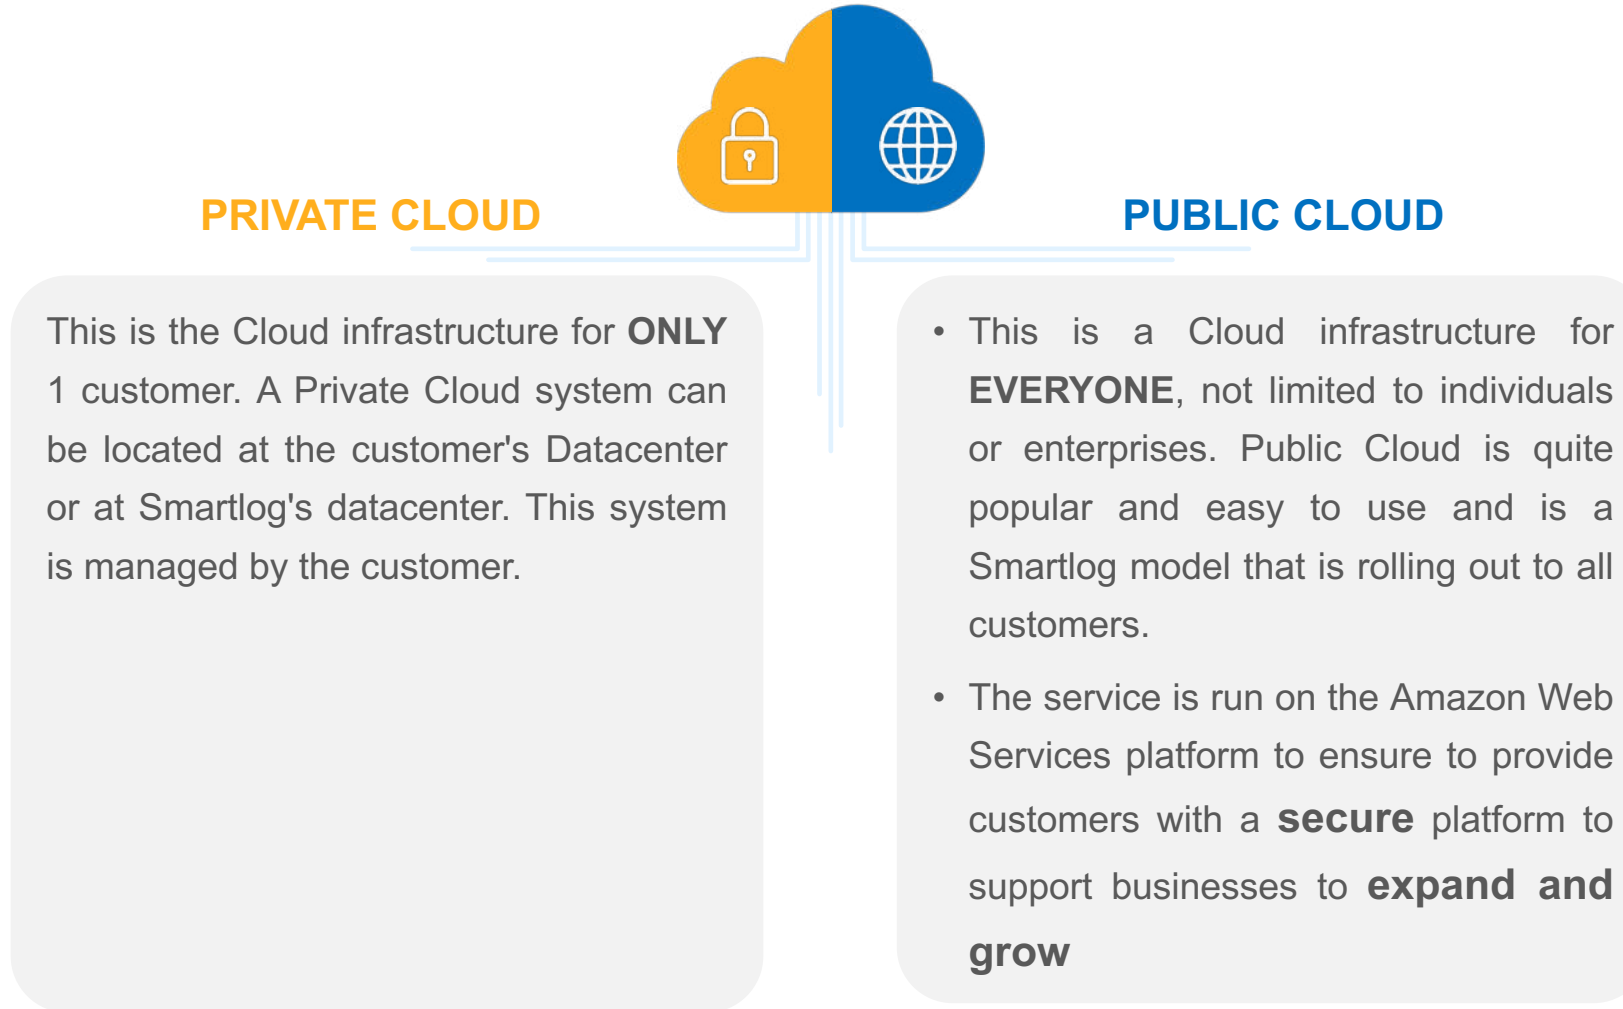 PRIVATE CLOUD
This is the Cloud infrastructure for ONLY
1 customer. A Private Cloud system can
be located at the customer's Datacenter
or at Smartlog's datacenter. This system
is managed by the customer.
PUBLIC CLOUD
• This is a Cloud infrastructure for
EVERYONE, not limited to individuals
or enterprises. Public Cloud is quite
popular and easy to use and is a
Smartlog model that is rolling out to all
customers.
• The service is run on the Amazon Web
Services platform to ensure to provide
customers with a secure platform to
support businesses to expand and
grow